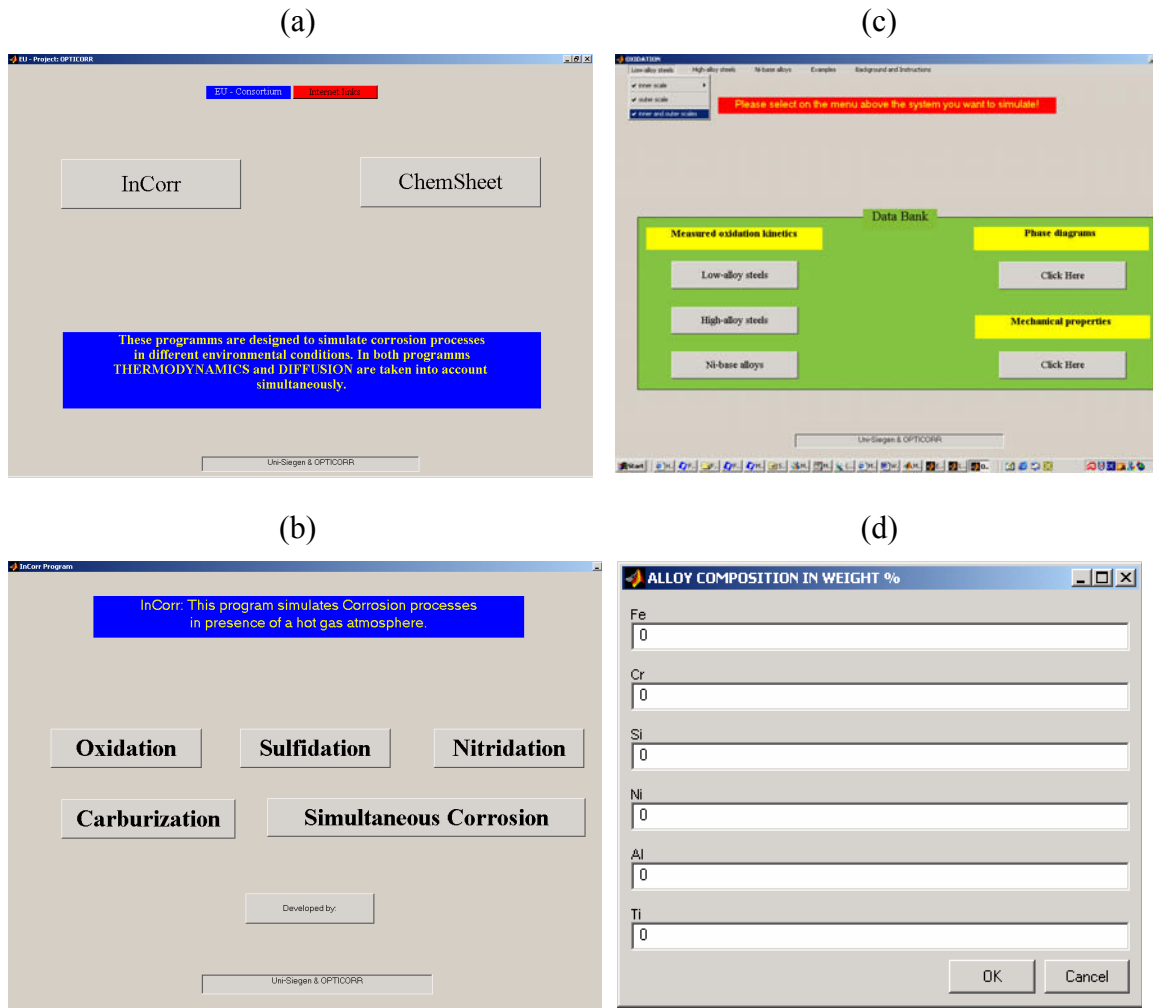 (a)
EU - Project: OPTICORR
EU - Consortium
Internet links
InCorr
ChemSheet
These programms are designed to simulate corrosion processes
in different environmental conditions. In both programms
THERMODYNAMICS and DIFFUSION are taken into account
simultaneously.
Uni-Siegen & OPTICORR
(c)
OXIDATION
Low-alloy steels
High-alloy steels
Ni-base alloys
Examples
Background and Instructions
inner scale
outer scale
inner and outer scales
Please select on the menu above the system you want to simulate!
Data Bank
Measured oxidation kinetics
Low-alloy steels
High-alloy steels
Ni-base alloys
Phase diagrams
Click Here
Mechanical properties
Click Here
Uni-Siegen & OPTICORR
Start
(b)
InCorr Program
InCorr: This program simulates Corrosion processes
in presence of a hot gas atmosphere.
Oxidation
Sulfidation
Nitridation
Carburization
Simultaneous Corrosion
Developed by:
Uni-Siegen & OPTICORR
(d)
ALLOY COMPOSITION IN WEIGHT %
Fe
0
Cr
0
Si
0
Ni
0
Al
0
Ti
0
OK
Cancel